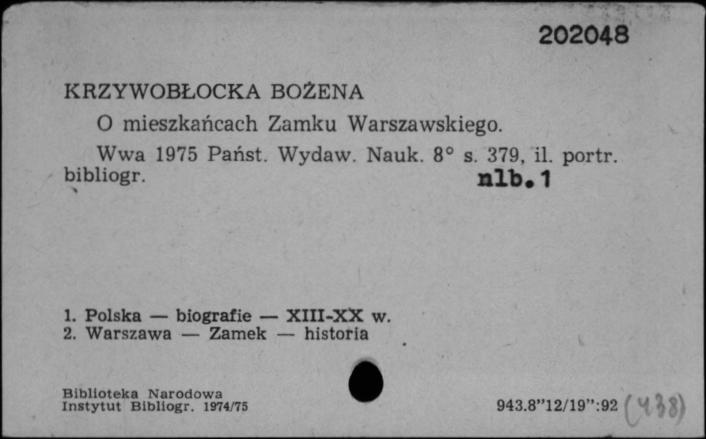 202048
KRZYWOBŁOCKA BOŻENA
O mieszkańcach Zamku Warszawskiego.
Wwa 1975 Państ. Wydaw. Nauk. 8° s. 379, il. portr.
bibliogr. nlb.1
1. Polska — biografie — XIII-XX w.
2. Warszawa — Zamek — historia
Biblioteka Narodowa
Instytut Bibliogr. 1974/75
943.8”12/19”:92 (438)